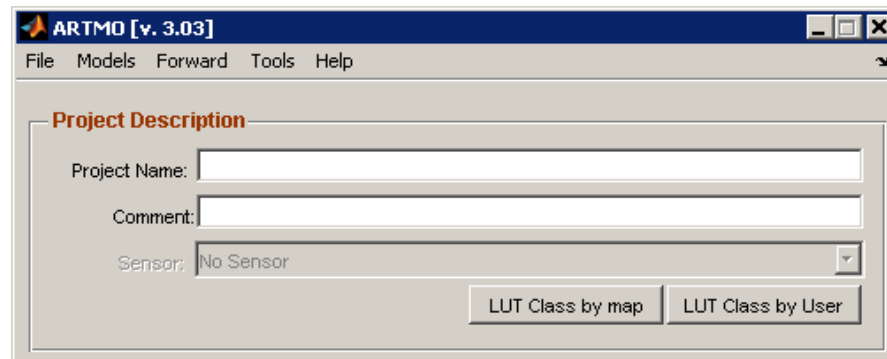 ARTMO [v. 3.03]
File Models Forward Tools Help
Project Description
Project Name:
Comment:
Sensor: No Sensor
LUT Class by map LUT Class by User